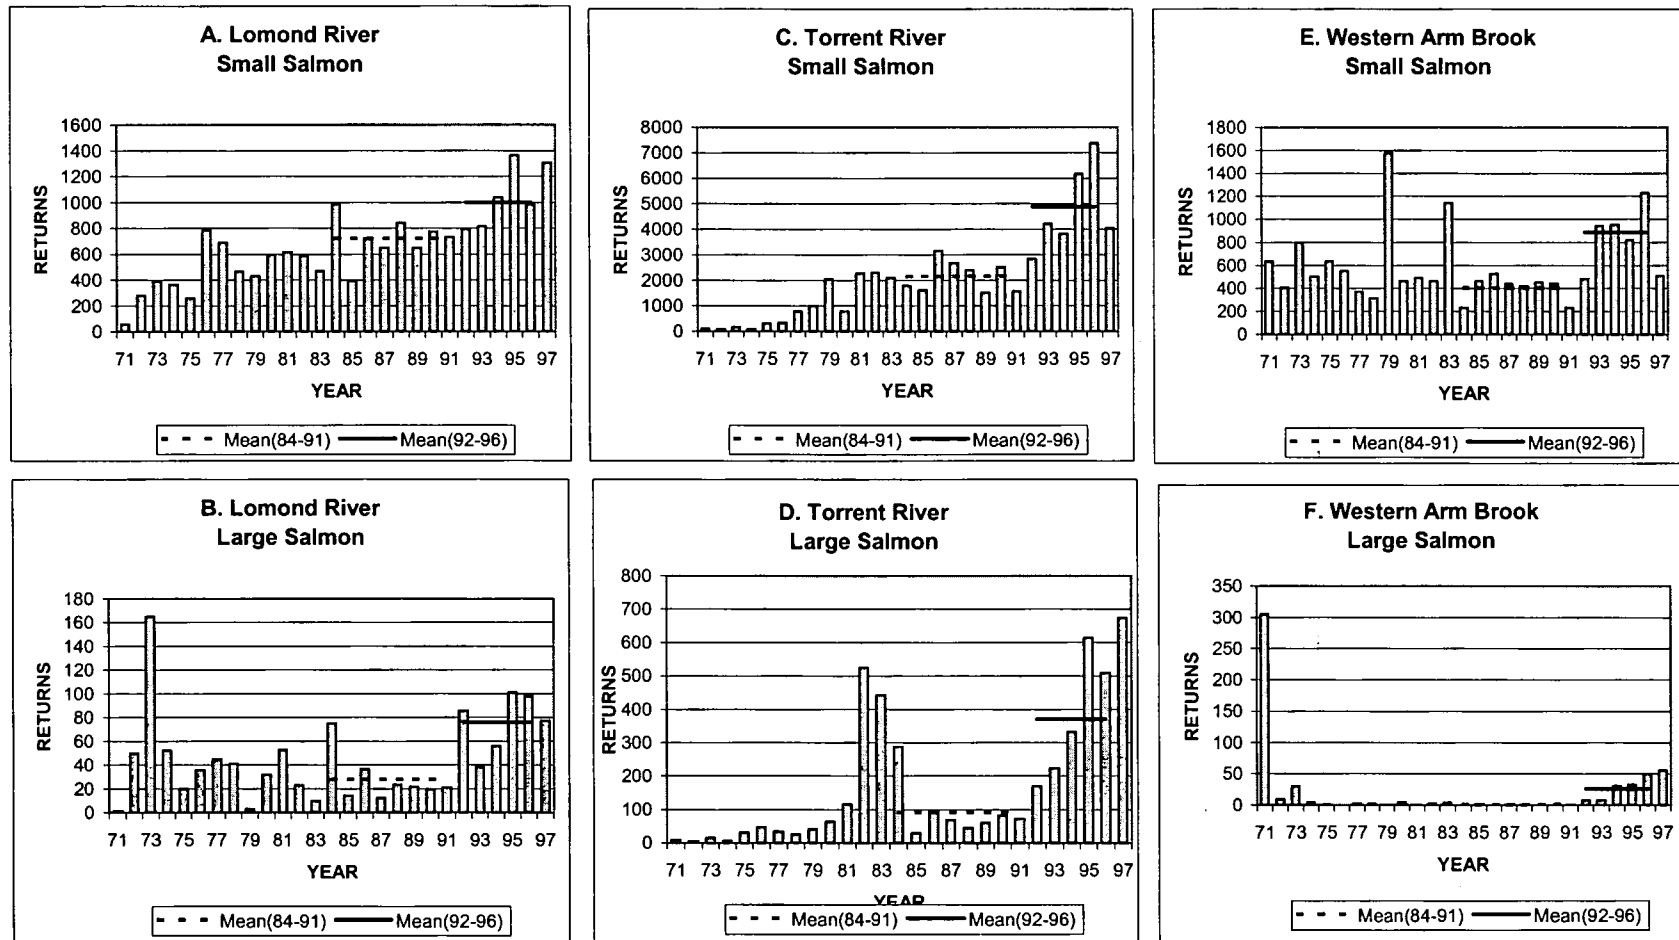 A. Lomond River
Small Salmon
RETURNS
1600
1400
1200
1000
800
600
400
200
0
71 73 75 77 79 81 83 85 87 89 91 93 95 97
YEAR
Mean(84-91) Mean(92-96)
C. Torrent River
Small Salmon
RETURNS
8000
7000
6000
5000
4000
3000
2000
1000
0
71 73 75 77 79 81 83 85 87 89 91 93 95 97
YEAR
Mean(84-91) Mean(92-96)
E. Western Arm Brook
Small Salmon
RETURNS
1800
1600
1400
1200
1000
800
600
400
200
0
71 73 75 77 79 81 83 85 87 89 91 93 95 97
YEAR
Mean(84-91) Mean(92-96)
B. Lomond River
Large Salmon
RETURNS
180
160
140
120
100
80
60
40
20
0
71 73 75 77 79 81 83 85 87 89 91 93 95 97
YEAR
Mean(84-91) Mean(92-96)
D. Torrent River
Large Salmon
RETURNS
800
700
600
500
400
300
200
100
0
71 73 75 77 79 81 83 85 87 89 91 93 95 97
YEAR
Mean(84-91) Mean(92-96)
F. Western Arm Brook
Large Salmon
RETURNS
350
300
250
200
150
100
50
0
71 73 75 77 79 81 83 85 87 89 91 93 95 97
YEAR
Mean(84-91) Mean(92-96)